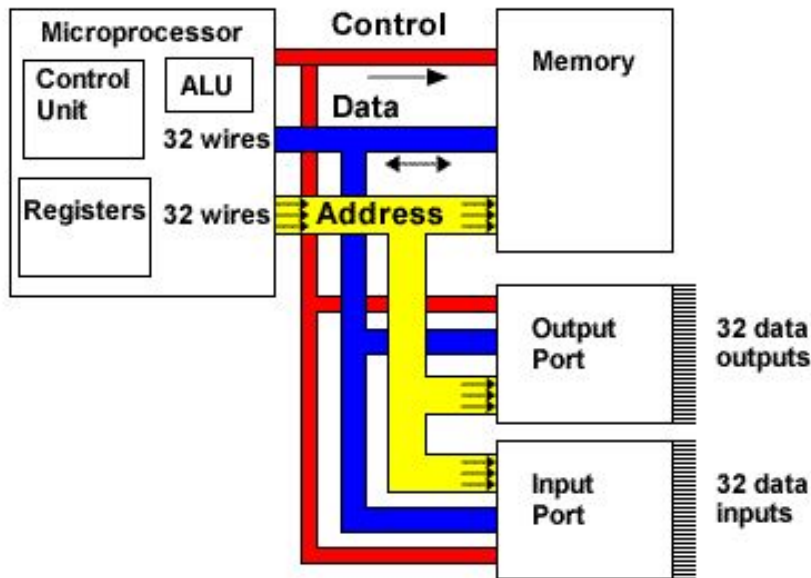 Microprocessor
Control
Unit
ALU
32 wires
Registers
32 wires
Control
Data
Address
Memory
Output
Port
32 data
outputs
Input
Port
32 data
inputs